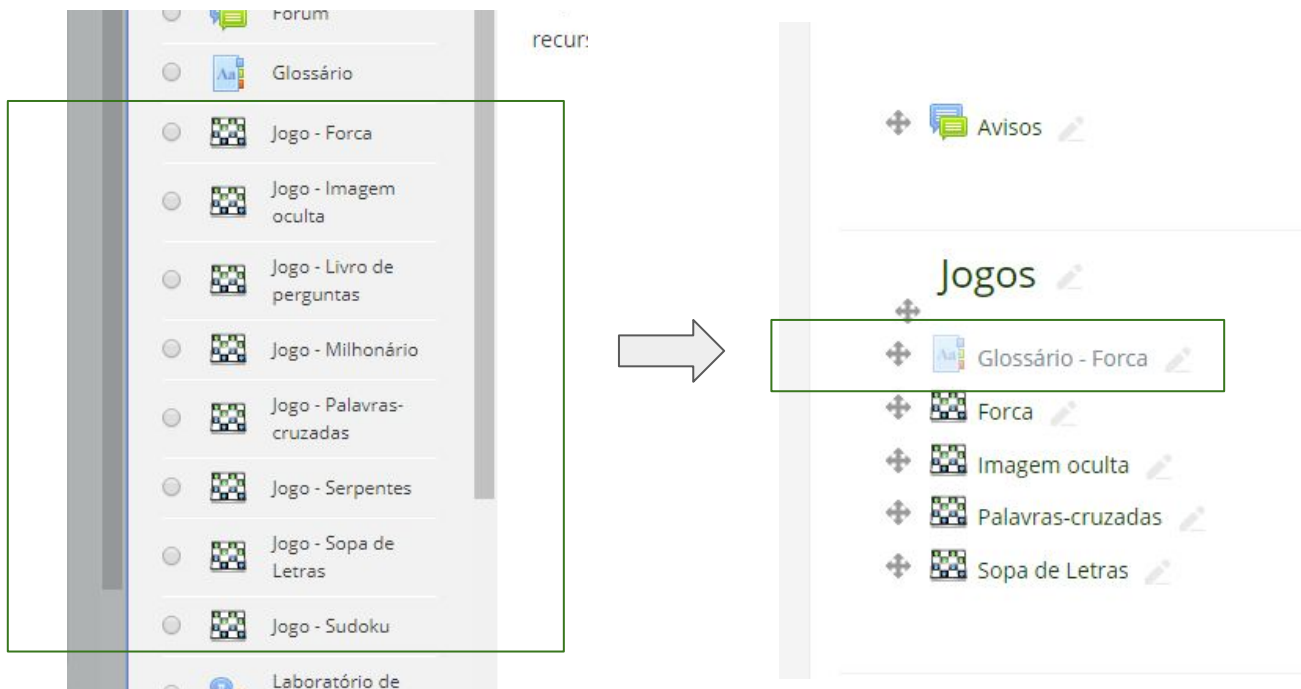 Fórum
Glossário
Jogo - Forca
Jogo - Imagem
oculta
Jogo - Livro de
perguntas
Jogo - Milhonário
Jogo - Palavras-
cruzadas
Jogo - Serpentes
Jogo - Sopa de
Letras
Jogo - Sudoku
Laboratório de
recurs
Avisos
Jogos
Glossário - Forca
Forca
Imagem oculta
Palavras-cruzadas
Sopa de Letras